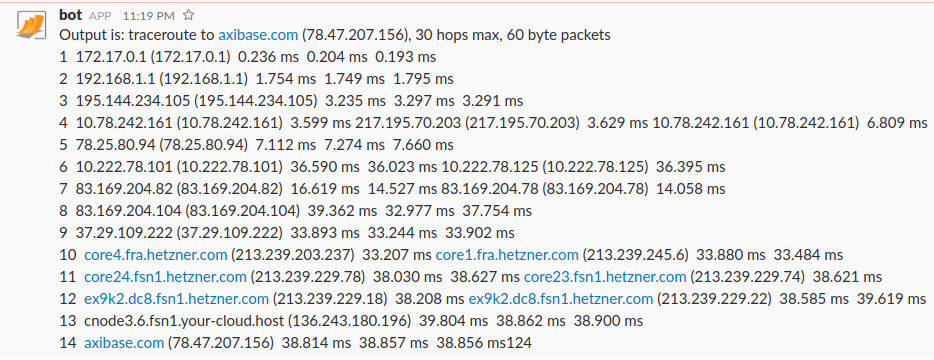 bot APP 11:19 PM
Output is: traceroute to axibase.com (78.47.207.156), 30 hops max, 60 byte packets
1 172.17.0.1 (172.17.0.1) 0.236 ms 0.204 ms 0.193 ms
2 192.168.1.1 (192.168.1.1) 1.754 ms 1.749 ms 1.795 ms
3 195.144.234.105 (195.144.234.105) 3.235 ms 3.297 ms 3.291 ms
4 10.78.242.161 (10.78.242.161) 3.599 ms 217.195.70.203 (217.195.70.203) 3.629 ms 10.78.242.161 (10.78.242.161) 6.809 ms
5 78.25.80.94 (78.25.80.94) 7.112 ms 7.274 ms 7.660 ms
6 10.222.78.101 (10.222.78.101) 36.590 ms 36.023 ms 10.222.78.125 (10.222.78.125) 36.395 ms
7 83.169.204.82 (83.169.204.82) 16.619 ms 14.527 ms 83.169.204.78 (83.169.204.78) 14.058 ms
8 83.169.204.104 (83.169.204.104) 39.362 ms 32.977 ms 37.754 ms
9 37.29.109.222 (37.29.109.222) 33.893 ms 33.244 ms 33.902 ms
10 core4.fra.hetzner.com (213.239.203.237) 33.207 ms core1.fra.hetzner.com (213.239.245.6) 33.880 ms 33.484 ms
11 core24.fsn1.hetzner.com (213.239.229.78) 38.030 ms 38.627 ms core23.fsn1.hetzner.com (213.239.229.74) 38.621 ms
12 ex9k2.dc8.fsn1.hetzner.com (213.239.229.18) 38.208 ms ex9k2.dc8.fsn1.hetzner.com (213.239.229.22) 38.585 ms 39.619 ms
13 cnode3.6.fsn1.your-cloud.host (136.243.180.196) 39.804 ms 38.862 ms 38.900 ms
14 axibase.com (78.47.207.156) 38.814 ms 38.857 ms 38.856 ms124